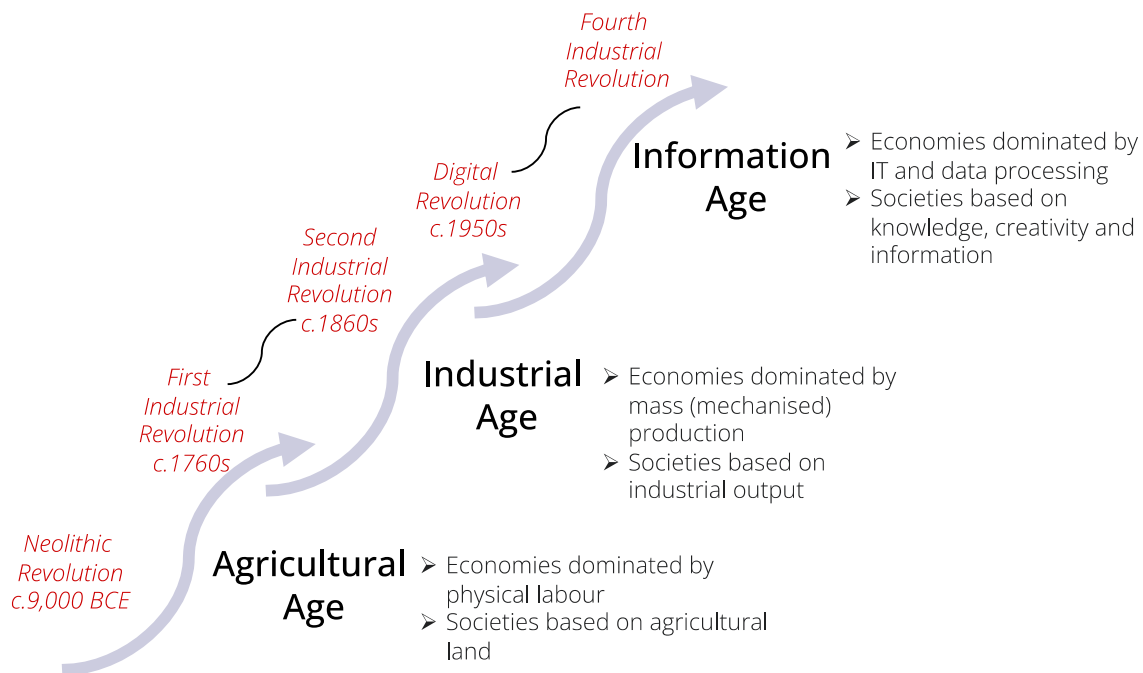 Fourth
Industrial
Revolution
Digital
Revolution
c.1950s
Second
Industrial
Revolution
c.1860s
First
Industrial
Revolution
c.1760s
Neolithic
Revolution
c.9,000 BCE
Information
Age
➢ Economies dominated by
IT and data processing
➢ Societies based on
knowledge, creativity and
information
Industrial
Age
➢ Economies dominated by
mass (mechanised)
production
➢ Societies based on
industrial output
Agricultural
Age
➢ Economies dominated by
physical labour
➢ Societies based on agricultural
land